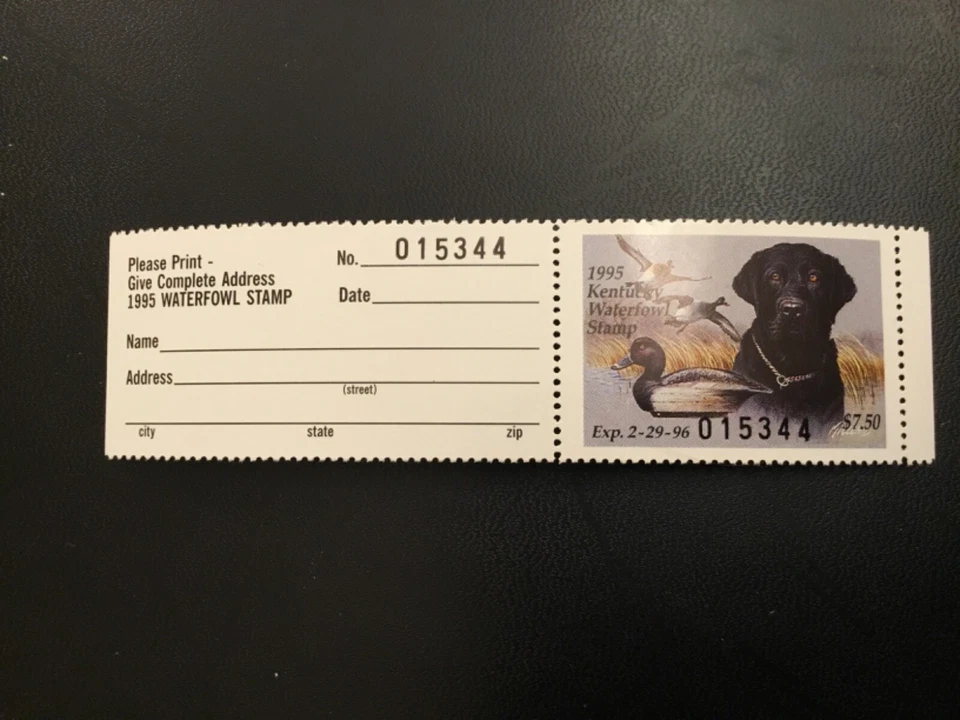 Please Print -
Give Complete Address
1995 WATERFOWL STAMP
No. 015344
Date
Name
Address
(street)
city state zip
1995
Kentucky
Waterfowl
Stamp
Exp. 2-29-96 015344 $7.50